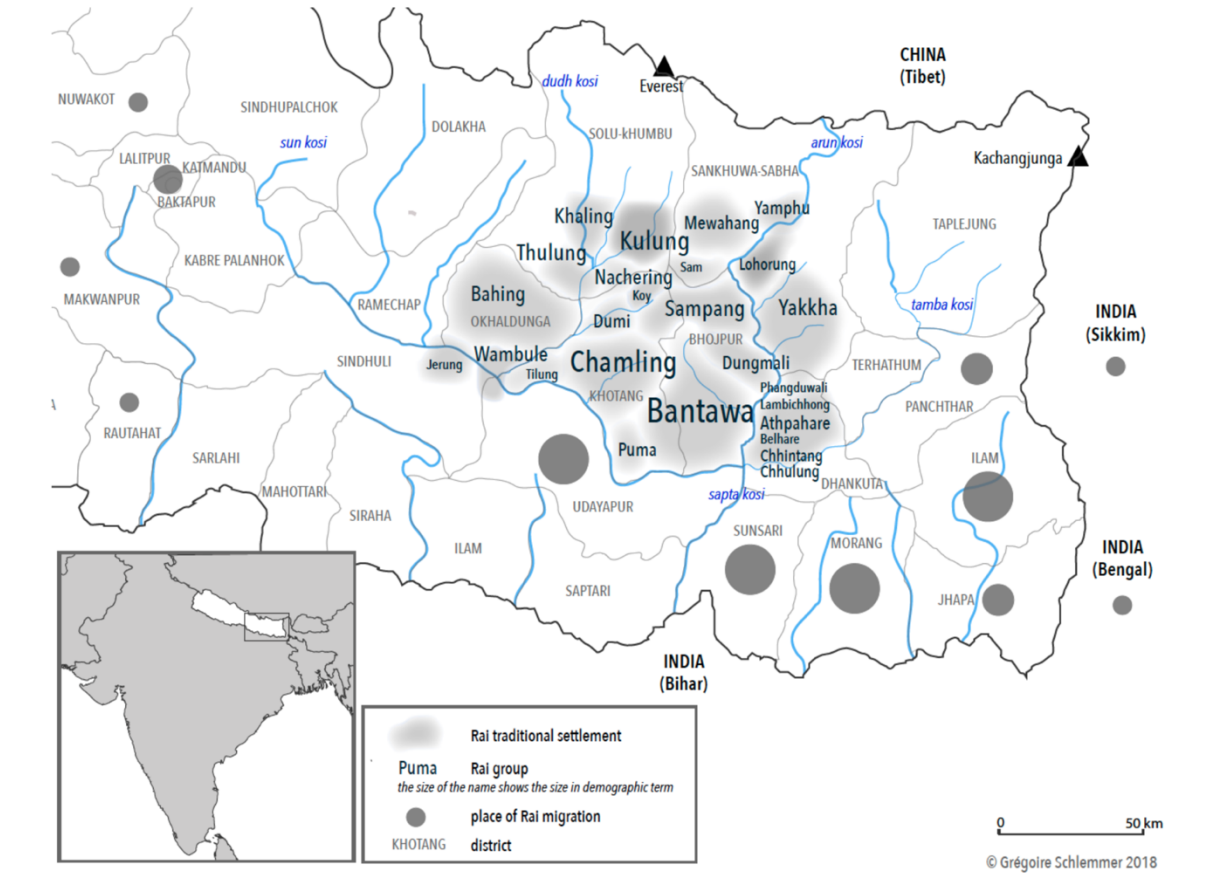 CHINA
(Tibet)
dudh kosi
Everest
NUWAKOT
SINDHUPALCHOK
DOLAKHA
SOLU-kHUMBU
sun kosi
arun kosi
LALITPUR
KATMANDU
Kachangjunga
SANKHUWA-SABHA
BAKTAPUR
Khaling
Mewahang
Yamphu
TAPLEJUNG
Kulung
Thulung
KABRE PALANHOK
Sam
Lohorung
Nachering
MAKWANPUR
Bahing
Koy
RAMECHAP
Sampang
Yakkha
tamba kosi
INDIA
(Sikkim)
OKHALDUNGA
Dumi
BHOJPUR
SINDHULI
Wambule
Jerung
Tilung
Chamling
Dungmali
TERHATHUM
KHOTANG
Phangduwali
Lambichhong
Bantawa
PANCHTHAR
A
RAUTAHAT
Athpahare
Belhare
Puma
Chhintang
Chhulung
SARLAHI
ILAM
MAHOTTARI
DHANKUTA
sapta kosi
SIRAHA
UDAYAPUR
SUNSARI
MORANG
ILAM
INDIA
(Bengal)
SAPTARI
JHAPA
INDIA
(Bihar)
Rai traditional settlement
Puma Rai group
the size of the name shows the size in demographic term
place of Rai migration
KHOTANG district
0 50 km
© Grégoire Schlemmer 2018